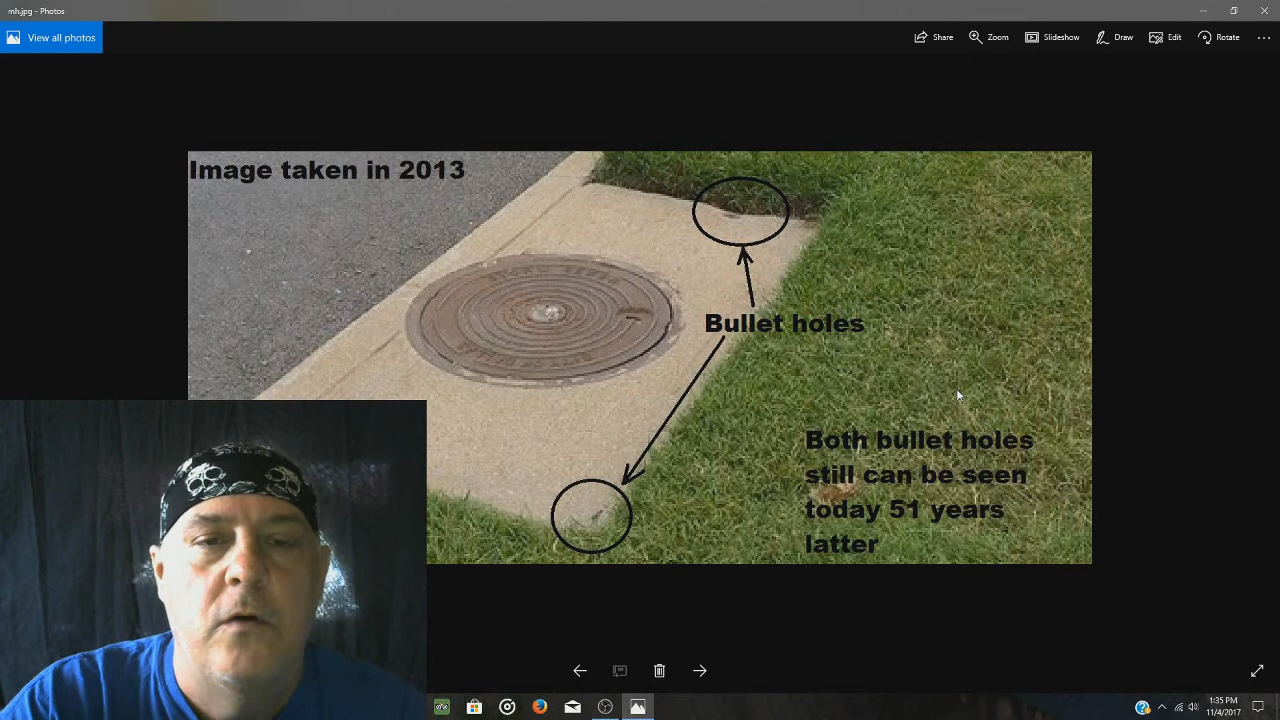 mh.jpg - Photos
View all photos
Share
Zoom
Slideshow
Draw
Edit
Rotate
Image taken in 2013
Bullet holes
Both bullet holes
still can be seen
today 51 years
latter
1:35 PM
11/4/2017